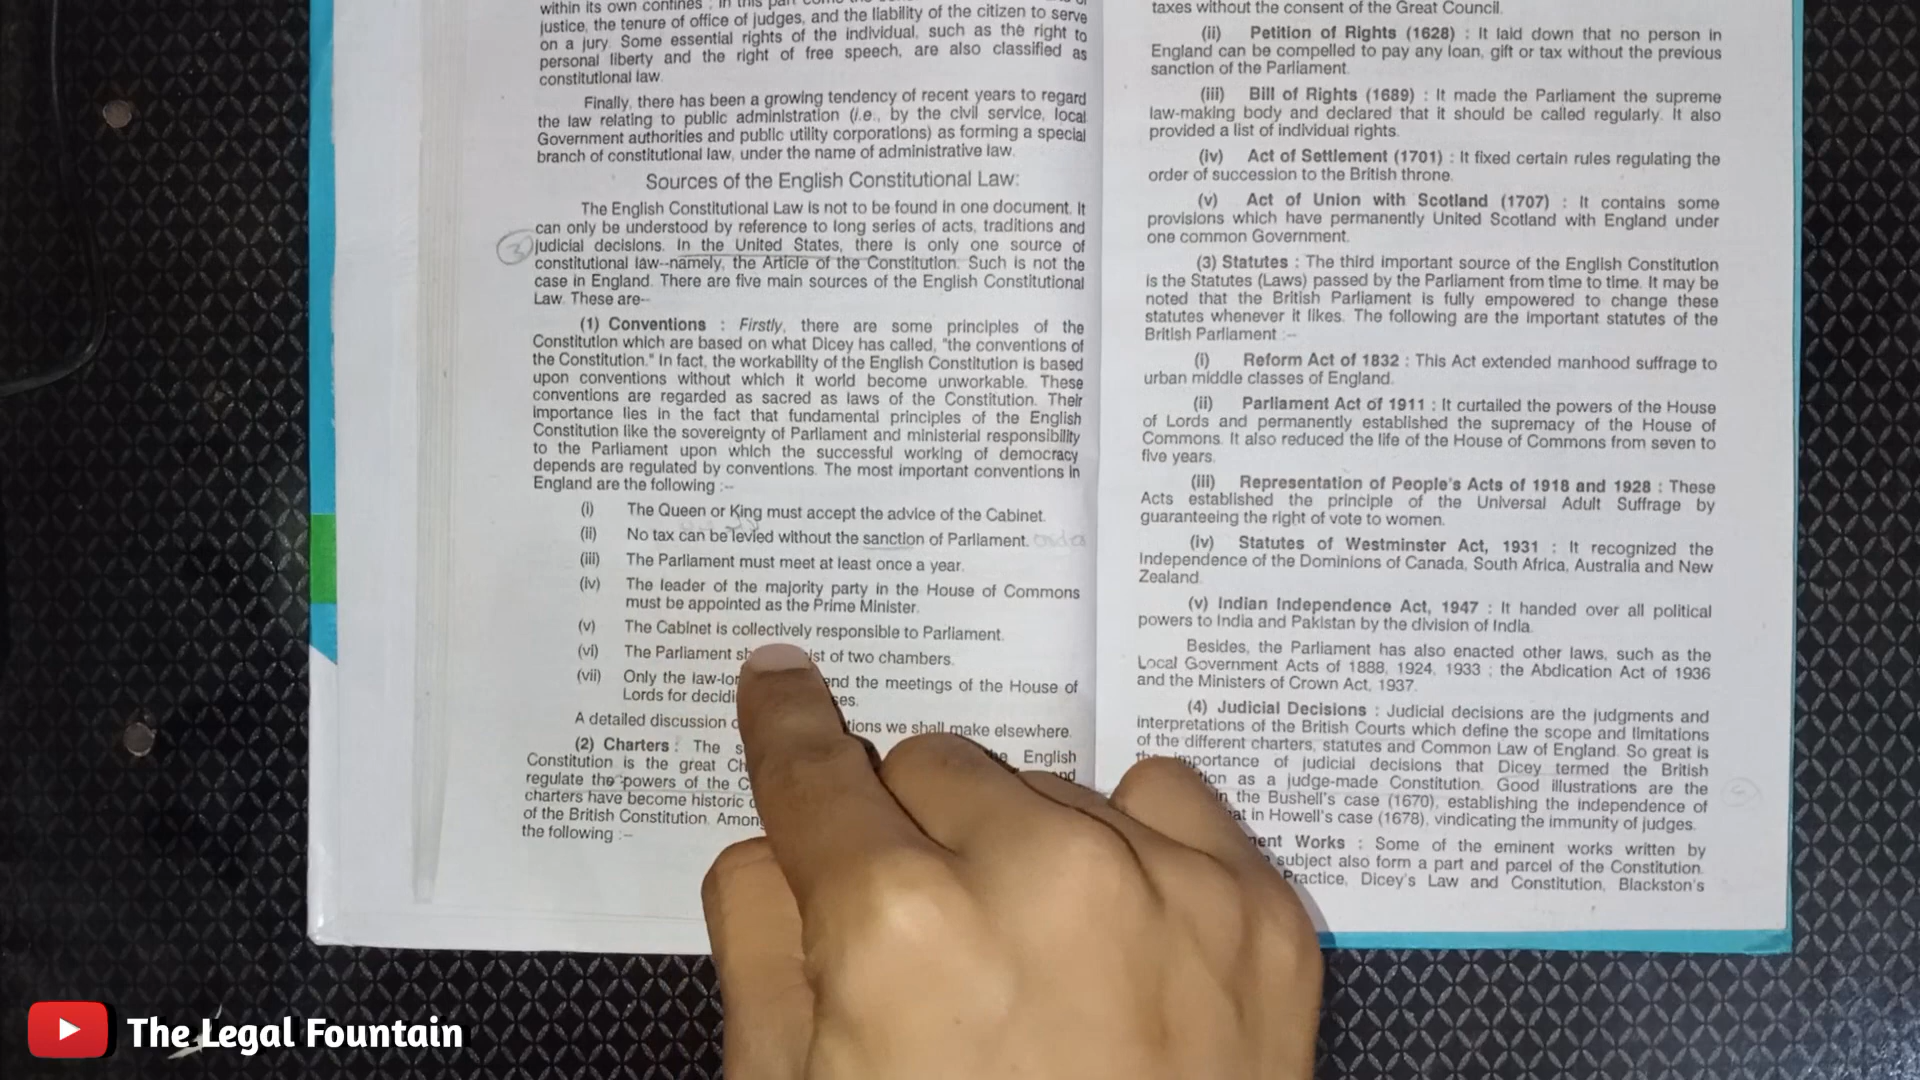 within its own confines
justice, the tenure of office of judges, and the liability of the citizen to serve
on a jury. Some essential rights of the individual, such as the right to
personal liberty and the right of free speech, are also classified as
constitutional law.
Finally, there has been a growing tendency of recent years to regard
the law relating to public administration (i.e., by the civil service, local
Government authorities and public utility corporations) as forming a special
branch of constitutional law, under the name of administrative law.
Sources of the English Constitutional Law:
The English Constitutional Law is not to be found in one document. It
can only be understood by reference to long series of acts, traditions and
judicial decisions. In the United States, there is only one source of
constitutional law--namely, the Article of the Constitution. Such is not the
case in England. There are five main sources of the English Constitutional
Law. These are--
(1) Conventions : Firstly, there are some principles of the
Constitution which are based on what Dicey has called, "the conventions of
the Constitution." In fact, the workability of the English Constitution is based
upon conventions without which it world become unworkable. These
conventions are regarded as sacred as laws of the Constitution. Their
importance lies in the fact that fundamental principles of the English
Constitution like the sovereignty of Parliament and ministerial responsibility
to the Parliament upon which the successful working of democracy
depends are regulated by conventions. The most important conventions in
England are the following :--
(i) The Queen or King must accept the advice of the Cabinet.
(ii) No tax can be levied without the sanction of Parliament.
(iii) The Parliament must meet at least once a year.
(iv) The leader of the majority party in the House of Commons
must be appointed as the Prime Minister.
(v) The Cabinet is collectively responsible to Parliament.
(vi) The Parliament of two chambers.
(vii) Only the the meetings of the House of
Lords for
A detailed discussion we shall make elsewhere.
(2) Charters : The English
Constitution is the great
regulate the powers of the
charters have become historic
of the British Constitution.
the following :--
taxes without the consent of the Great Council.
(ii) Petition of Rights (1628) : It laid down that no person in
England can be compelled to pay any loan, gift or tax without the previous
sanction of the Parliament.
(iii) Bill of Rights (1689) : It made the Parliament the supreme
law-making body and declared that it should be called regularly. It also
provided a list of individual rights.
(iv) Act of Settlement (1701) : It fixed certain rules regulating the
order of succession to the British throne.
(v) Act of Union with Scotland (1707) : It contains some
provisions which have permanently United Scotland with England under
one common Government.
(3) Statutes : The third important source of the English Constitution
is the Statutes (Laws) passed by the Parliament from time to time. It may be
noted that the British Parliament is fully empowered to change these
statutes whenever it likes. The following are the important statutes of the
British Parliament :--
(i) Reform Act of 1832 : This Act extended manhood suffrage to
urban middle classes of England.
(ii) Parliament Act of 1911 : It curtalled the powers of the House
of Lords and permanently established the supremacy of the House of
Commons. It also reduced the life of the House of Commons from seven to
five years.
(iii) Representation of People's Acts of 1918 and 1928 : These
Acts established the principle of the Universal Adult Suffrage by
guaranteeing the right of vote to women.
(iv) Statutes of Westminster Act, 1931 : It recognized the
Independence of the Dominions of Canada, South Africa, Australia and New
Zealand.
(v) Indian Independence Act, 1947 : It handed over all political
powers to India and Pakistan by the division of India.
Besides, the Parliament has also enacted other laws, such as the
Local Government Acts of 1888, 1924, 1933 ; the Abdication Act of 1936
and the Ministers of Crown Act, 1937.
(4) Judicial Decisions : Judicial decisions are the judgments and
interpretations of the British Courts which define the scope and limitations
of the different charters, statutes and Common Law of England. So great is
importance of judicial decisions that Dicey termed the British
as a judge-made Constitution. Good illustrations are the
in the Bushell's case (1670), establishing the independence of
in Howell's case (1678), vindicating the immunity of judges.
Works : Some of the eminent works written by
subject also form a part and parcel of the Constitution.
Practice, Dicey's Law and Constitution, Blackston's
The Legal Fountain